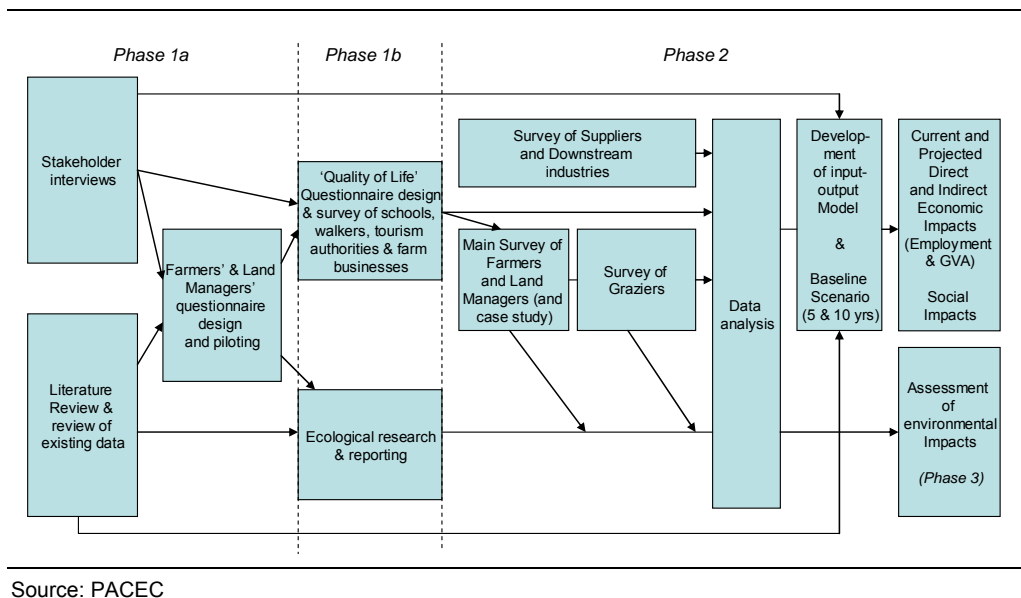 Phase 1a
Phase 1b
Phase 2
Stakeholder
interviews
Farmers' & Land
Managers'
questionnaire
design
and piloting
Literature
Review &
review of
existing data
'Quality of Life'
Questionnaire design
& survey of schools,
walkers, tourism
authorities & farm
businesses
Ecological research
& reporting
Survey of Suppliers
and Downstream
industries
Main Survey of
Farmers
and Land
Managers (and
case study)
Survey of
Graziers
Data
analysis
Develop-
ment
of input-
output
Model
&
Baseline
Scenario
(5 & 10 yrs)
Current and
Projected
Direct
and Indirect
Economic
Impacts
(Employment
& GVA)
Social
Impacts
Assessment
of
environmental
Impacts
(Phase 3)
Source: PACEC